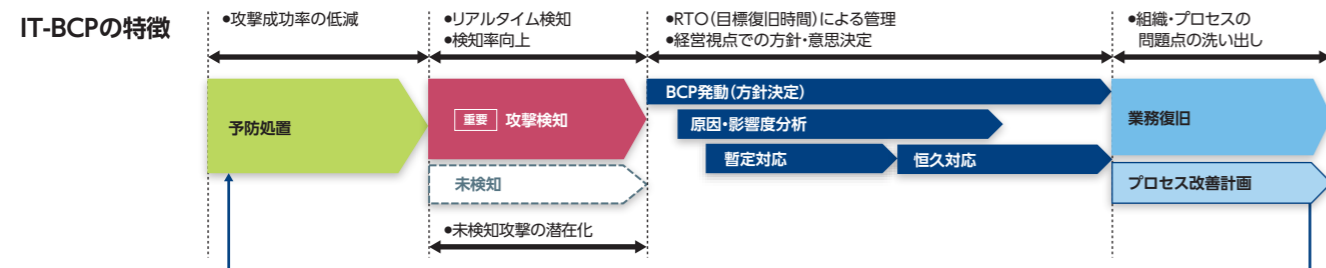 IT-BCPの特徴
●攻撃成功率の低減
●リアルタイム検知
●検知率向上
●RTO（目標復旧時間）による管理
●経営視点での方針・意思決定
●組織・プロセスの
問題点の洗い出し
予防処置
重要 攻撃検知
未検知
BCP発動（方針決定）
原因・影響度分析
暫定対応
恒久対応
業務復旧
プロセス改善計画
●未検知攻撃の潜在化